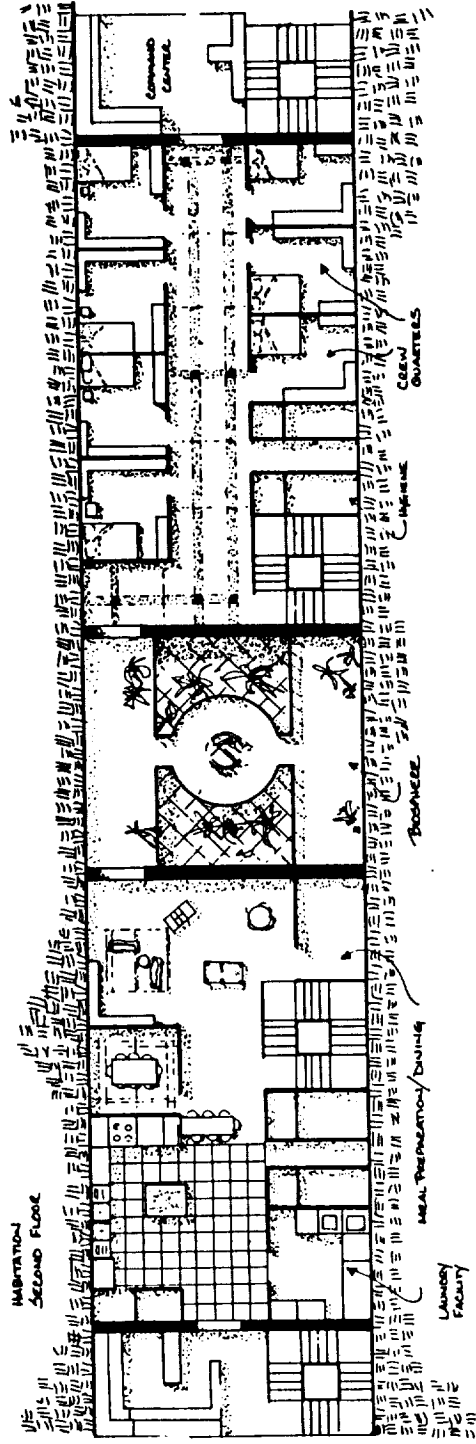 COMMAND
CENTER
CREW
QUARTERS
HYGIENE
BIOSPHERE
MEAL PREPARATION/DINING
HABITATION
SECOND FLOOR
LAUNDRY
FACILITY